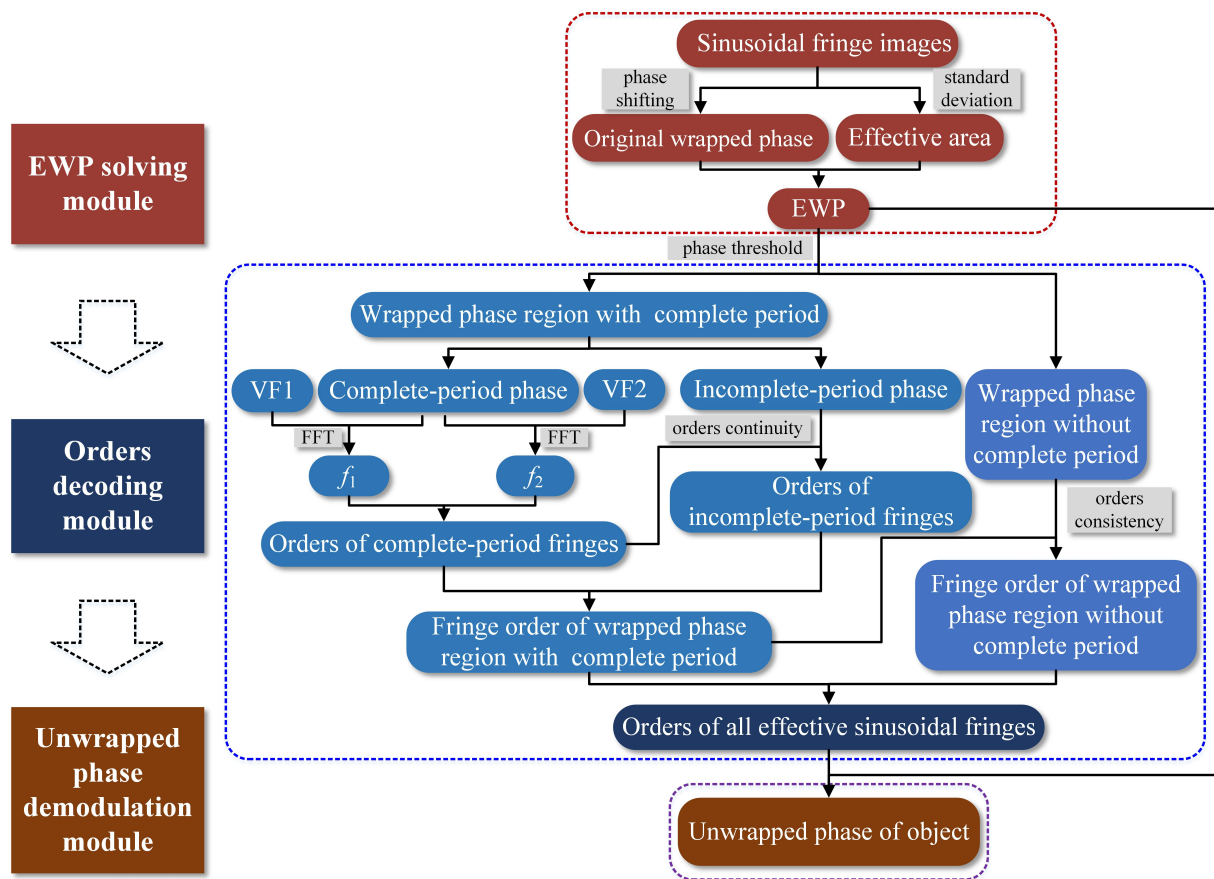 Sinusoidal fringe images
phase
shifting
standard
deviation
Original wrapped phase
Effective area
EWP solving
module
EWP
phase threshold
Wrapped phase region with complete period
VF1
Complete-period phase
VF2
Incomplete-period phase
Wrapped phase
region without
complete period
orders continuity
FFT
FFT
f1
f2
Orders
decoding
module
Orders of
incomplete-period fringes
orders
consistency
Orders of complete-period fringes
Fringe order of wrapped phase
region with complete period
Fringe order of wrapped
phase region without
complete period
Orders of all effective sinusoidal fringes
Unwrapped
phase
demodulation
module
Unwrapped phase of object